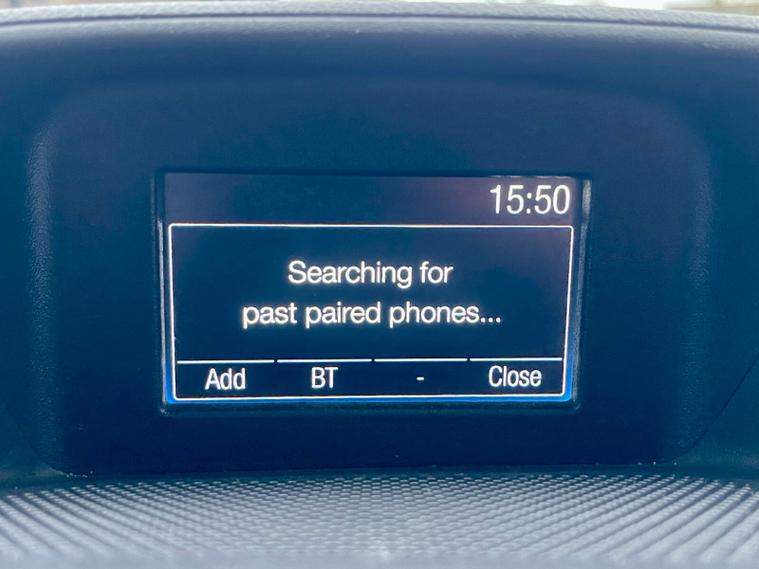 15:50
Searching for
past paired phones...
Add BT - Close